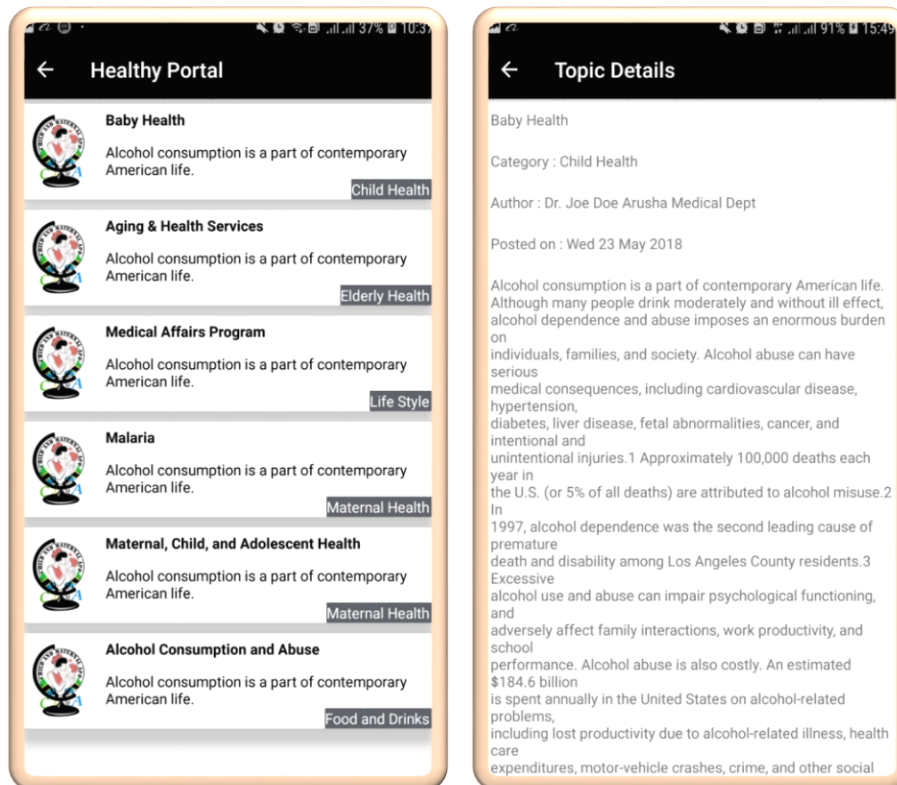 37% 10:37
Healthy Portal
Baby Health
Alcohol consumption is a part of contemporary
American life.
Child Health
Aging & Health Services
Alcohol consumption is a part of contemporary
American life.
Elderly Health
Medical Affairs Program
Alcohol consumption is a part of contemporary
American life.
Life Style
Malaria
Alcohol consumption is a part of contemporary
American life.
Maternal Health
Maternal, Child, and Adolescent Health
Alcohol consumption is a part of contemporary
American life.
Maternal Health
Alcohol Consumption and Abuse
Alcohol consumption is a part of contemporary
American life.
Food and Drinks
91% 15:49
Topic Details
Baby Health
Category : Child Health
Author : Dr. Joe Doe Arusha Medical Dept
Posted on : Wed 23 May 2018
Alcohol consumption is a part of contemporary American life.
Although many people drink moderately and without ill effect,
alcohol dependence and abuse imposes an enormous burden
on
individuals, families, and society. Alcohol abuse can have
serious
medical consequences, including cardiovascular disease,
hypertension,
diabetes, liver disease, fetal abnormalities, cancer, and
intentional and
unintentional injuries.1 Approximately 100,000 deaths each
year in
the U.S. (or 5% of all deaths) are attributed to alcohol misuse.2
In
1997, alcohol dependence was the second leading cause of
premature
death and disability among Los Angeles County residents.3
Excessive
alcohol use and abuse can impair psychological functioning,
and
adversely affect family interactions, work productivity, and
school
performance. Alcohol abuse is also costly. An estimated
$184.6 billion
is spent annually in the United States on alcohol-related
problems,
including lost productivity due to alcohol-related illness, health
care
expenditures, motor-vehicle crashes, crime, and other social